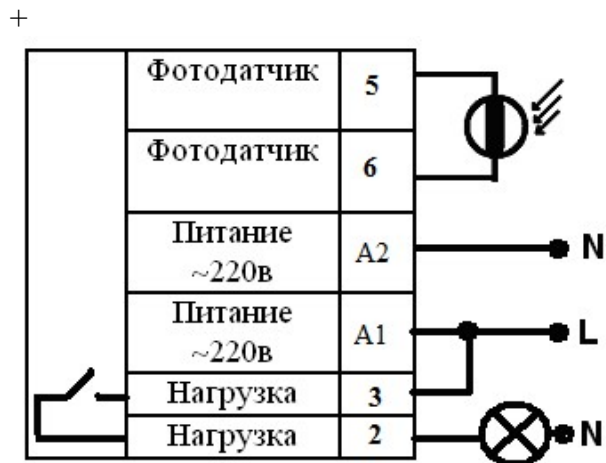 +
Фотодатчик 5
Фотодатчик 6
Питание
~220в
A2
N
Питание
~220в
A1
L
Нагрузка 3
Нагрузка 2
N